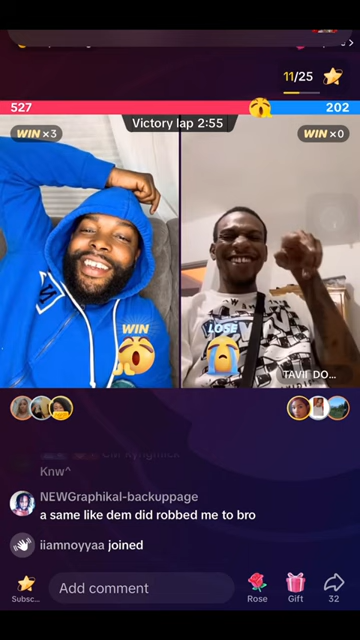 11/25
527
202
Victory lap 2:55
WIN ×3
WIN ×0
WIN
LOSE
TAVIF DO...
Knw^
NEWGraphikal-backuppage
a same like dem did robbed me to bro
iiamnoyyaa joined
Subsc...
Add comment
Rose
Gift
32